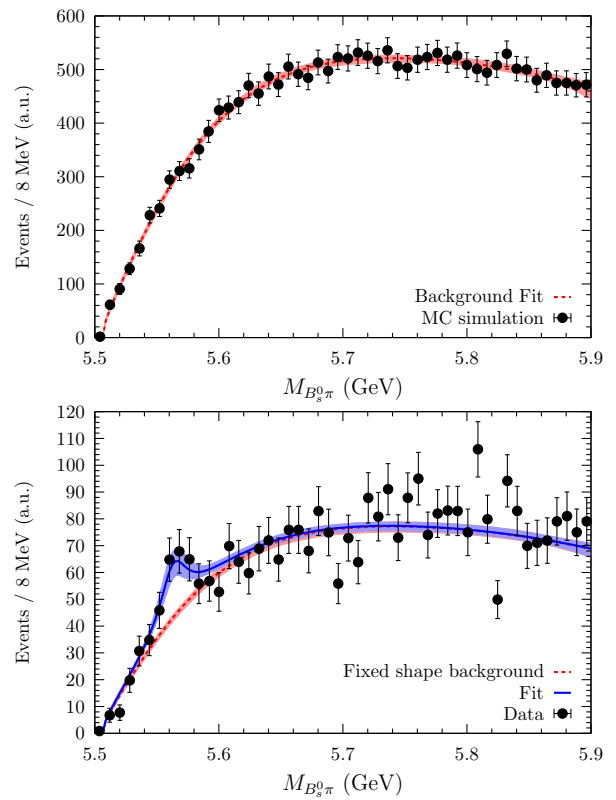 600
500
400
300
200
100
0
Events / 8 MeV (a.u.)
Background Fit
MC simulation
5.5 5.6 5.7 5.8 5.9
M_{B_s^0 π} (GeV)
120
110
100
90
80
70
60
50
40
30
20
10
0
Events / 8 MeV (a.u.)
Fixed shape background
Fit
Data
5.5 5.6 5.7 5.8 5.9
M_{B_s^0 π} (GeV)